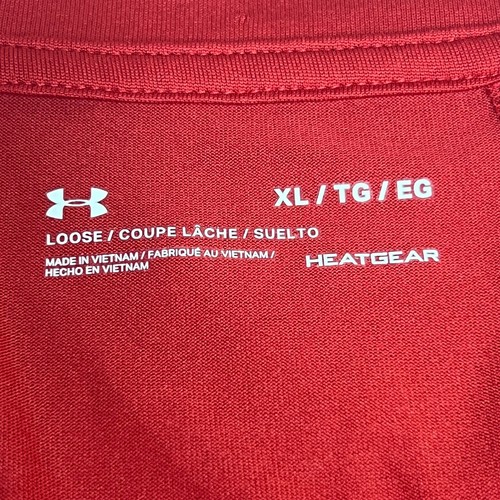 XL / TG / EG
LOOSE / COUPE LÂCHE / SUELTO
MADE IN VIETNAM / FABRIQUÉ AU VIETNAM /
HECHO EN VIETNAM
HEATGEAR